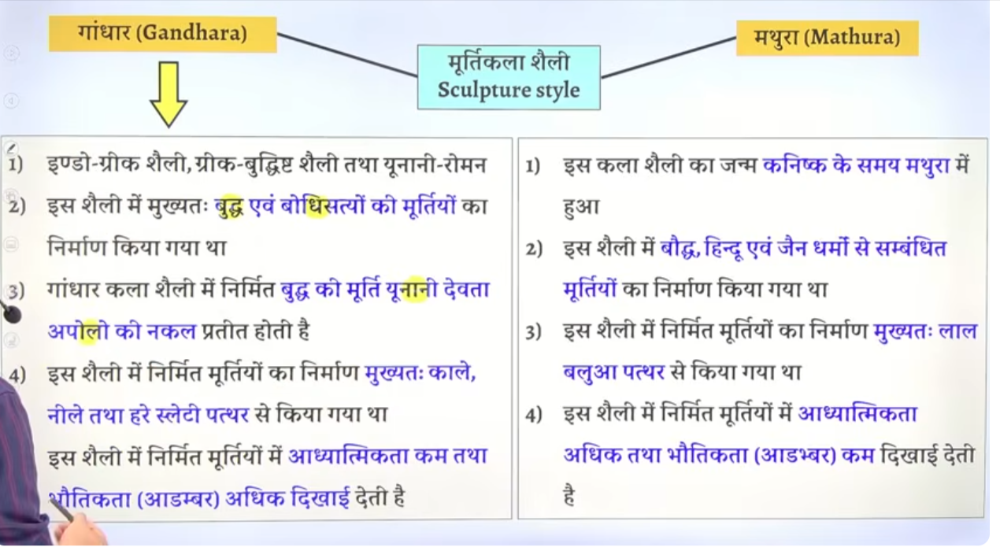 गांधार (Gandhara)
मूर्तिकला शैली
Sculpture style
मथुरा (Mathura)
1) इण्डो-ग्रीक शैली, ग्रीक-बुद्धिष्ट शैली तथा यूनानी-रोमन
2) इस शैली में मुख्यतः बुद्ध एवं बोधिसत्यों की मूर्तियों का
निर्माण किया गया था
3) गांधार कला शैली में निर्मित बुद्ध की मूर्ति यूनानी देवता
अपोलो की नकल प्रतीत होती है
4) इस शैली में निर्मित मूर्तियों का निर्माण मुख्यतः काले,
नीले तथा हरे स्लेटी पत्थर से किया गया था
इस शैली में निर्मित मूर्तियों में आध्यात्मिकता कम तथा
भौतिकता (आडम्बर) अधिक दिखाई देती है
1) इस कला शैली का जन्म कनिष्क के समय मथुरा में
हुआ
2) इस शैली में बौद्ध, हिन्दू एवं जैन धर्मों से सम्बंधित
मूर्तियों का निर्माण किया गया था
3) इस शैली में निर्मित मूर्तियों का निर्माण मुख्यतः लाल
बलुआ पत्थर से किया गया था
4) इस शैली में निर्मित मूर्तियों में आध्यात्मिकता
अधिक तथा भौतिकता (आडम्बर) कम दिखाई देती
है